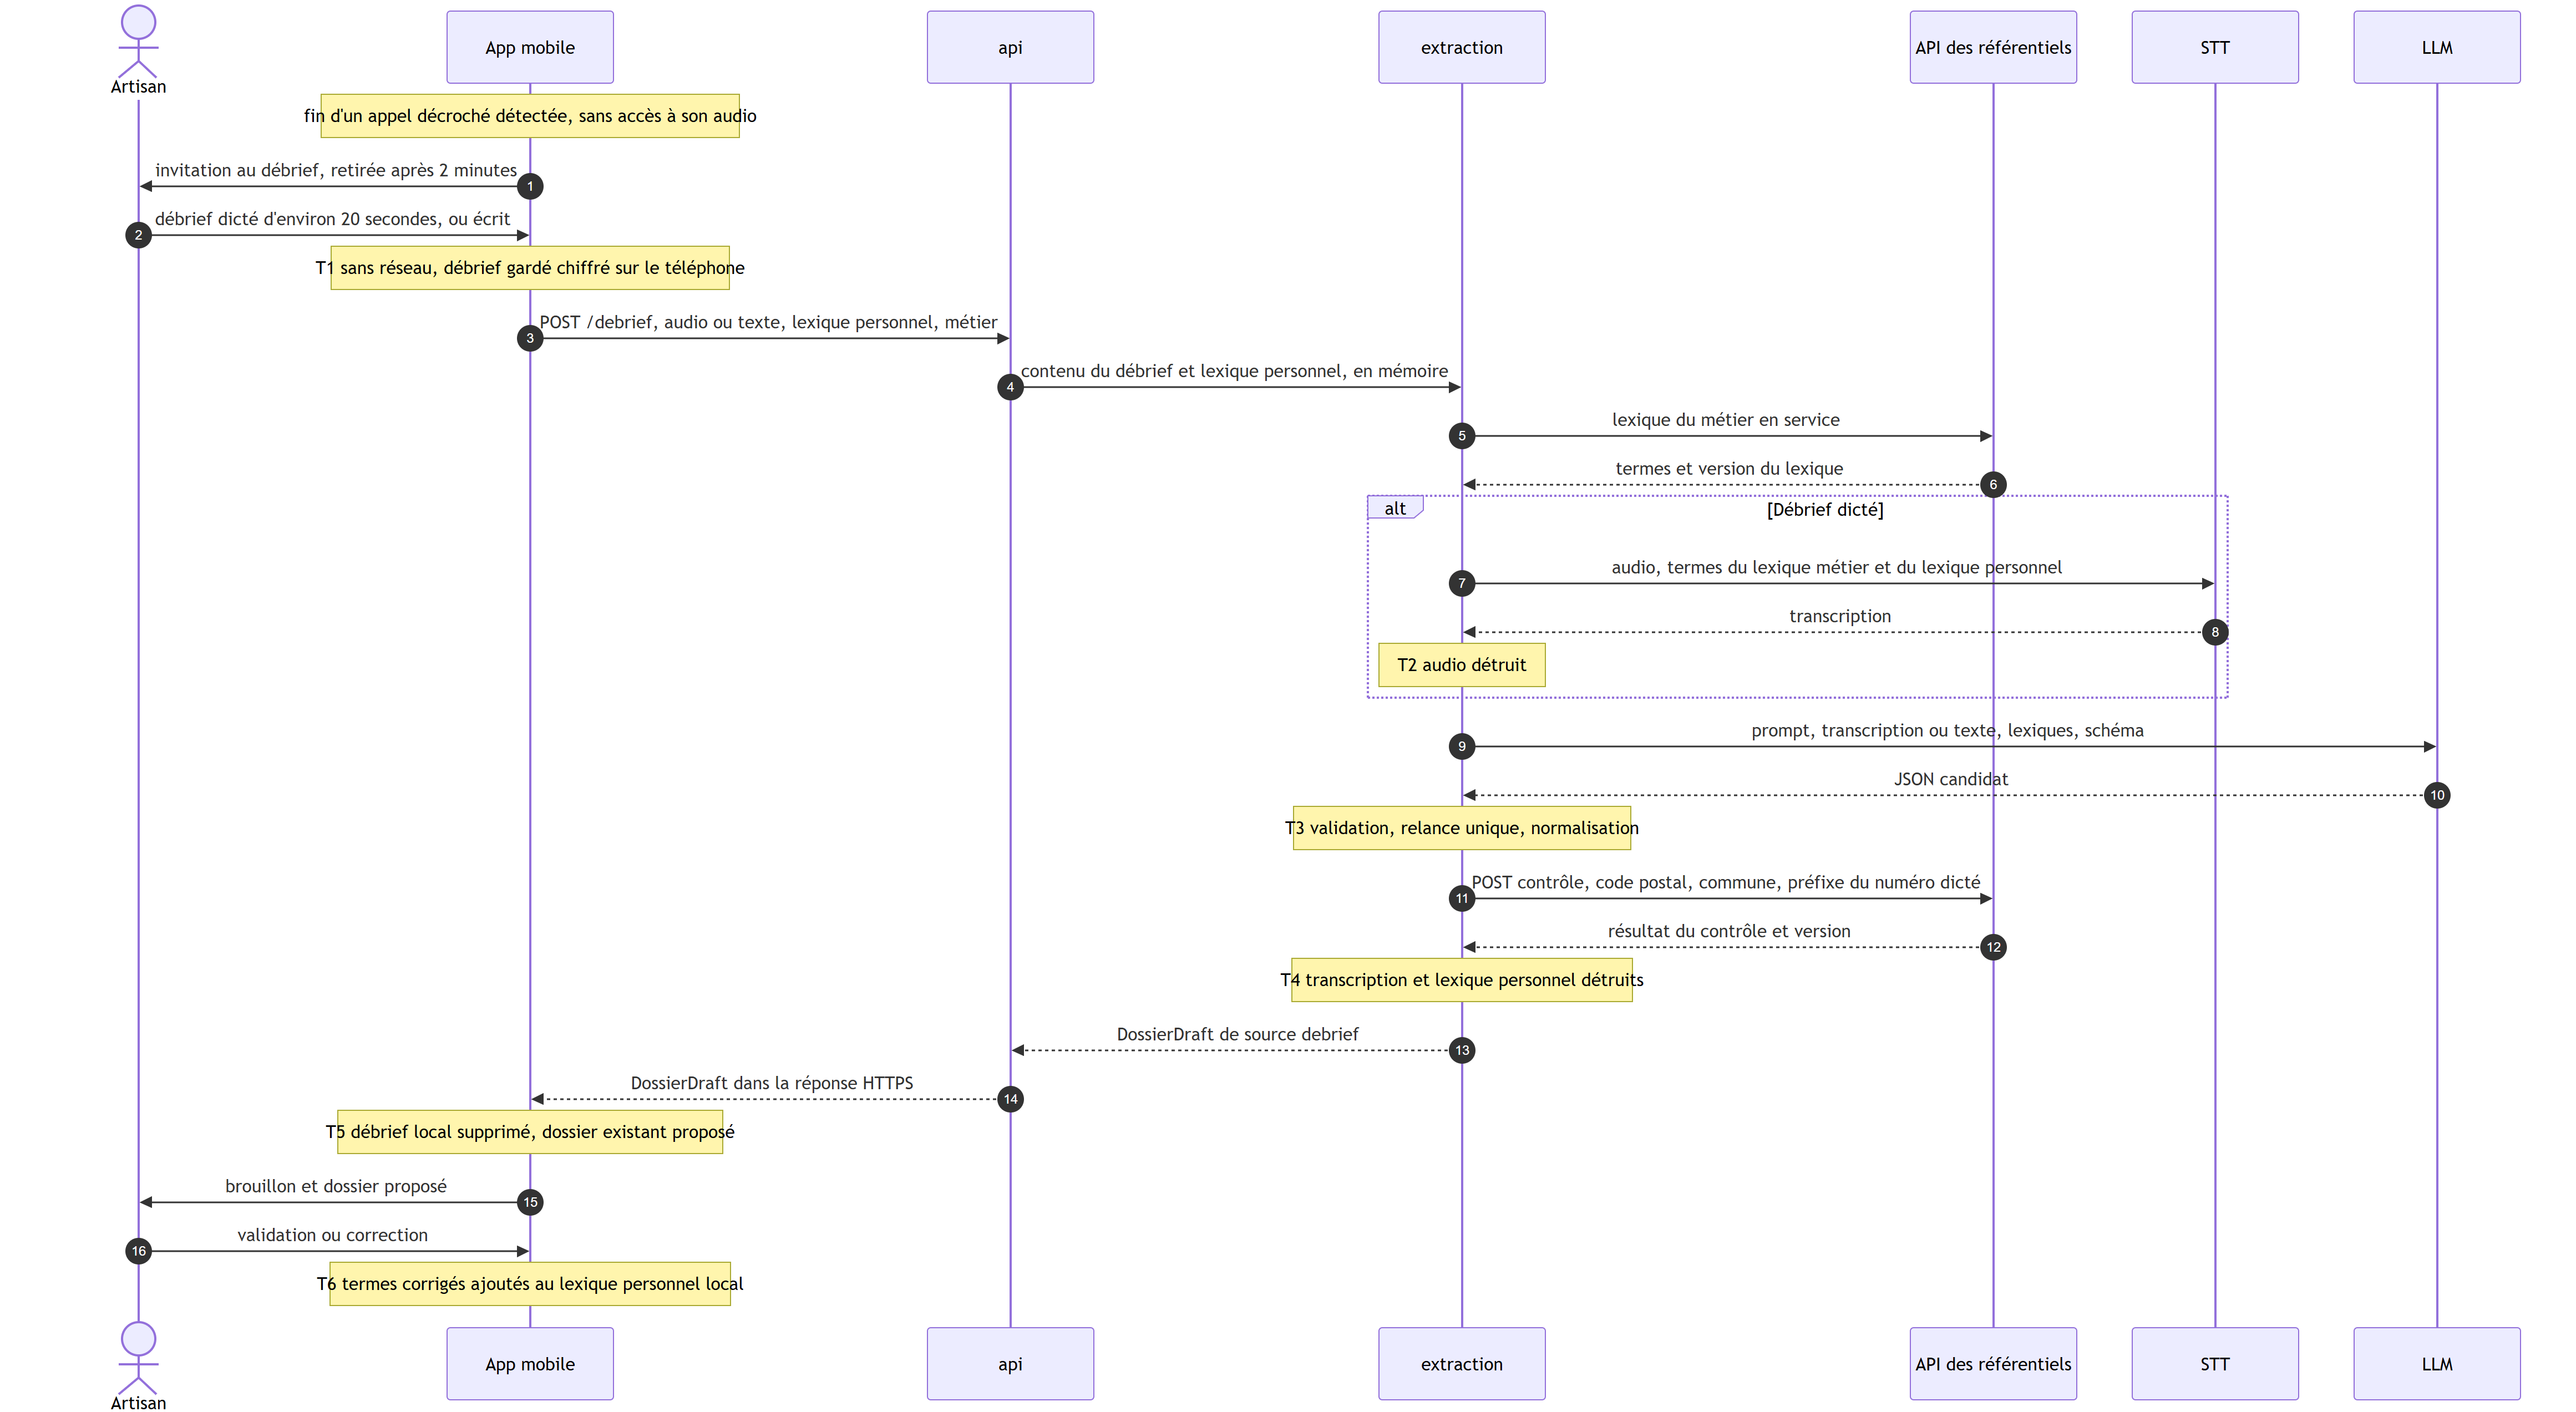 Artisan
App mobile
api
extraction
API des référentiels
STT
LLM
fin d'un appel décroché détectée, sans accès à son audio
invitation au débrief, retirée après 2 minutes
1
débrief dicté d'environ 20 secondes, ou écrit
2
T1 sans réseau, débrief gardé chiffré sur le téléphone
POST /debrief, audio ou texte, lexique personnel, métier
3
contenu du débrief et lexique personnel, en mémoire
4
lexique du métier en service
5
termes et version du lexique
6
alt
[Débrief dicté]
audio, termes du lexique métier et du lexique personnel
7
transcription
8
T2 audio détruit
prompt, transcription ou texte, lexiques, schéma
9
JSON candidat
10
T3 validation, relance unique, normalisation
POST contrôle, code postal, commune, préfixe du numéro dicté
11
résultat du contrôle et version
12
T4 transcription et lexique personnel détruits
DossierDraft de source debrief
13
DossierDraft dans la réponse HTTPS
14
T5 débrief local supprimé, dossier existant proposé
brouillon et dossier proposé
15
validation ou correction
16
T6 termes corrigés ajoutés au lexique personnel local
Artisan
App mobile
api
extraction
API des référentiels
STT
LLM